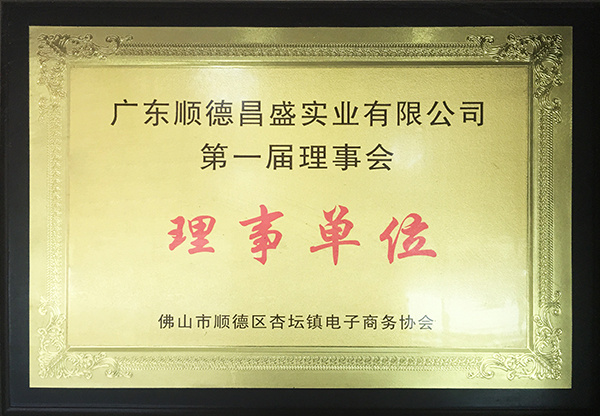 广东顺德昌盛实业有限公司
第一届理事会
理事单位
佛山市顺德区杏坛镇电子商务协会